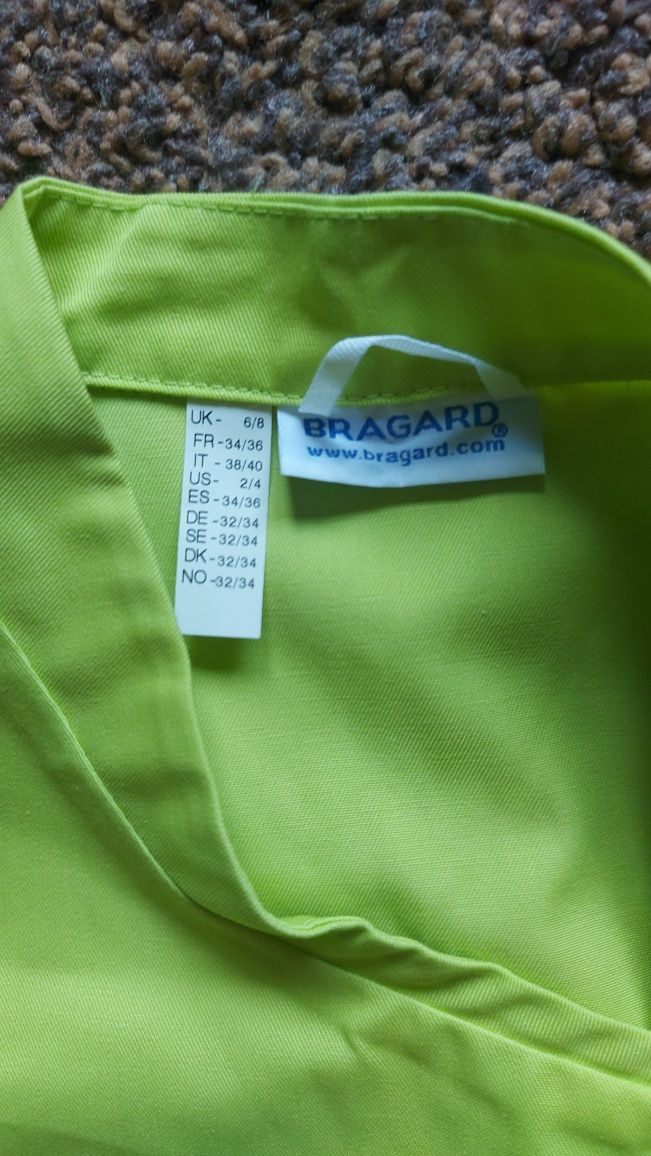 UK- 6/8
FR-34/36
IT - 38/40
US- 2/4
ES-34/36
DE-32/34
SE-32/34
DK-32/34
NO-32/34
BRAGARD®
www.bragard.com